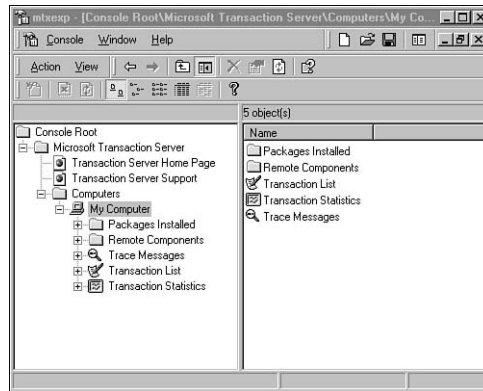 mtxexp - [Console Root\Microsoft Transaction Server\Computers\My Co...
Console Window Help
Action View
5 object(s)
Console Root
Microsoft Transaction Server
Transaction Server Home Page
Transaction Server Support
Computers
My Computer
Packages Installed
Remote Components
Trace Messages
Transaction List
Transaction Statistics
Name
Packages Installed
Remote Components
Transaction List
Transaction Statistics
Trace Messages